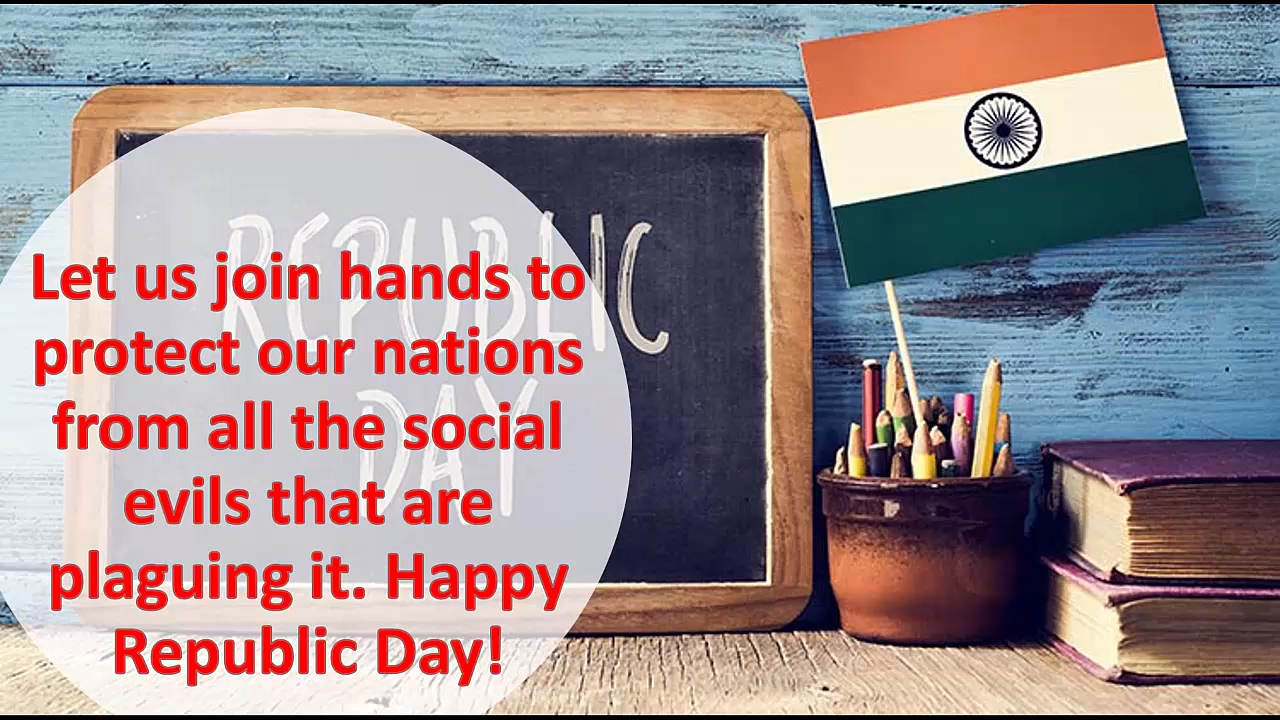 Let us join hands to
protect our nations
from all the social
evils that are
plaguing it. Happy
Republic Day!
REPUBLIC
DAY